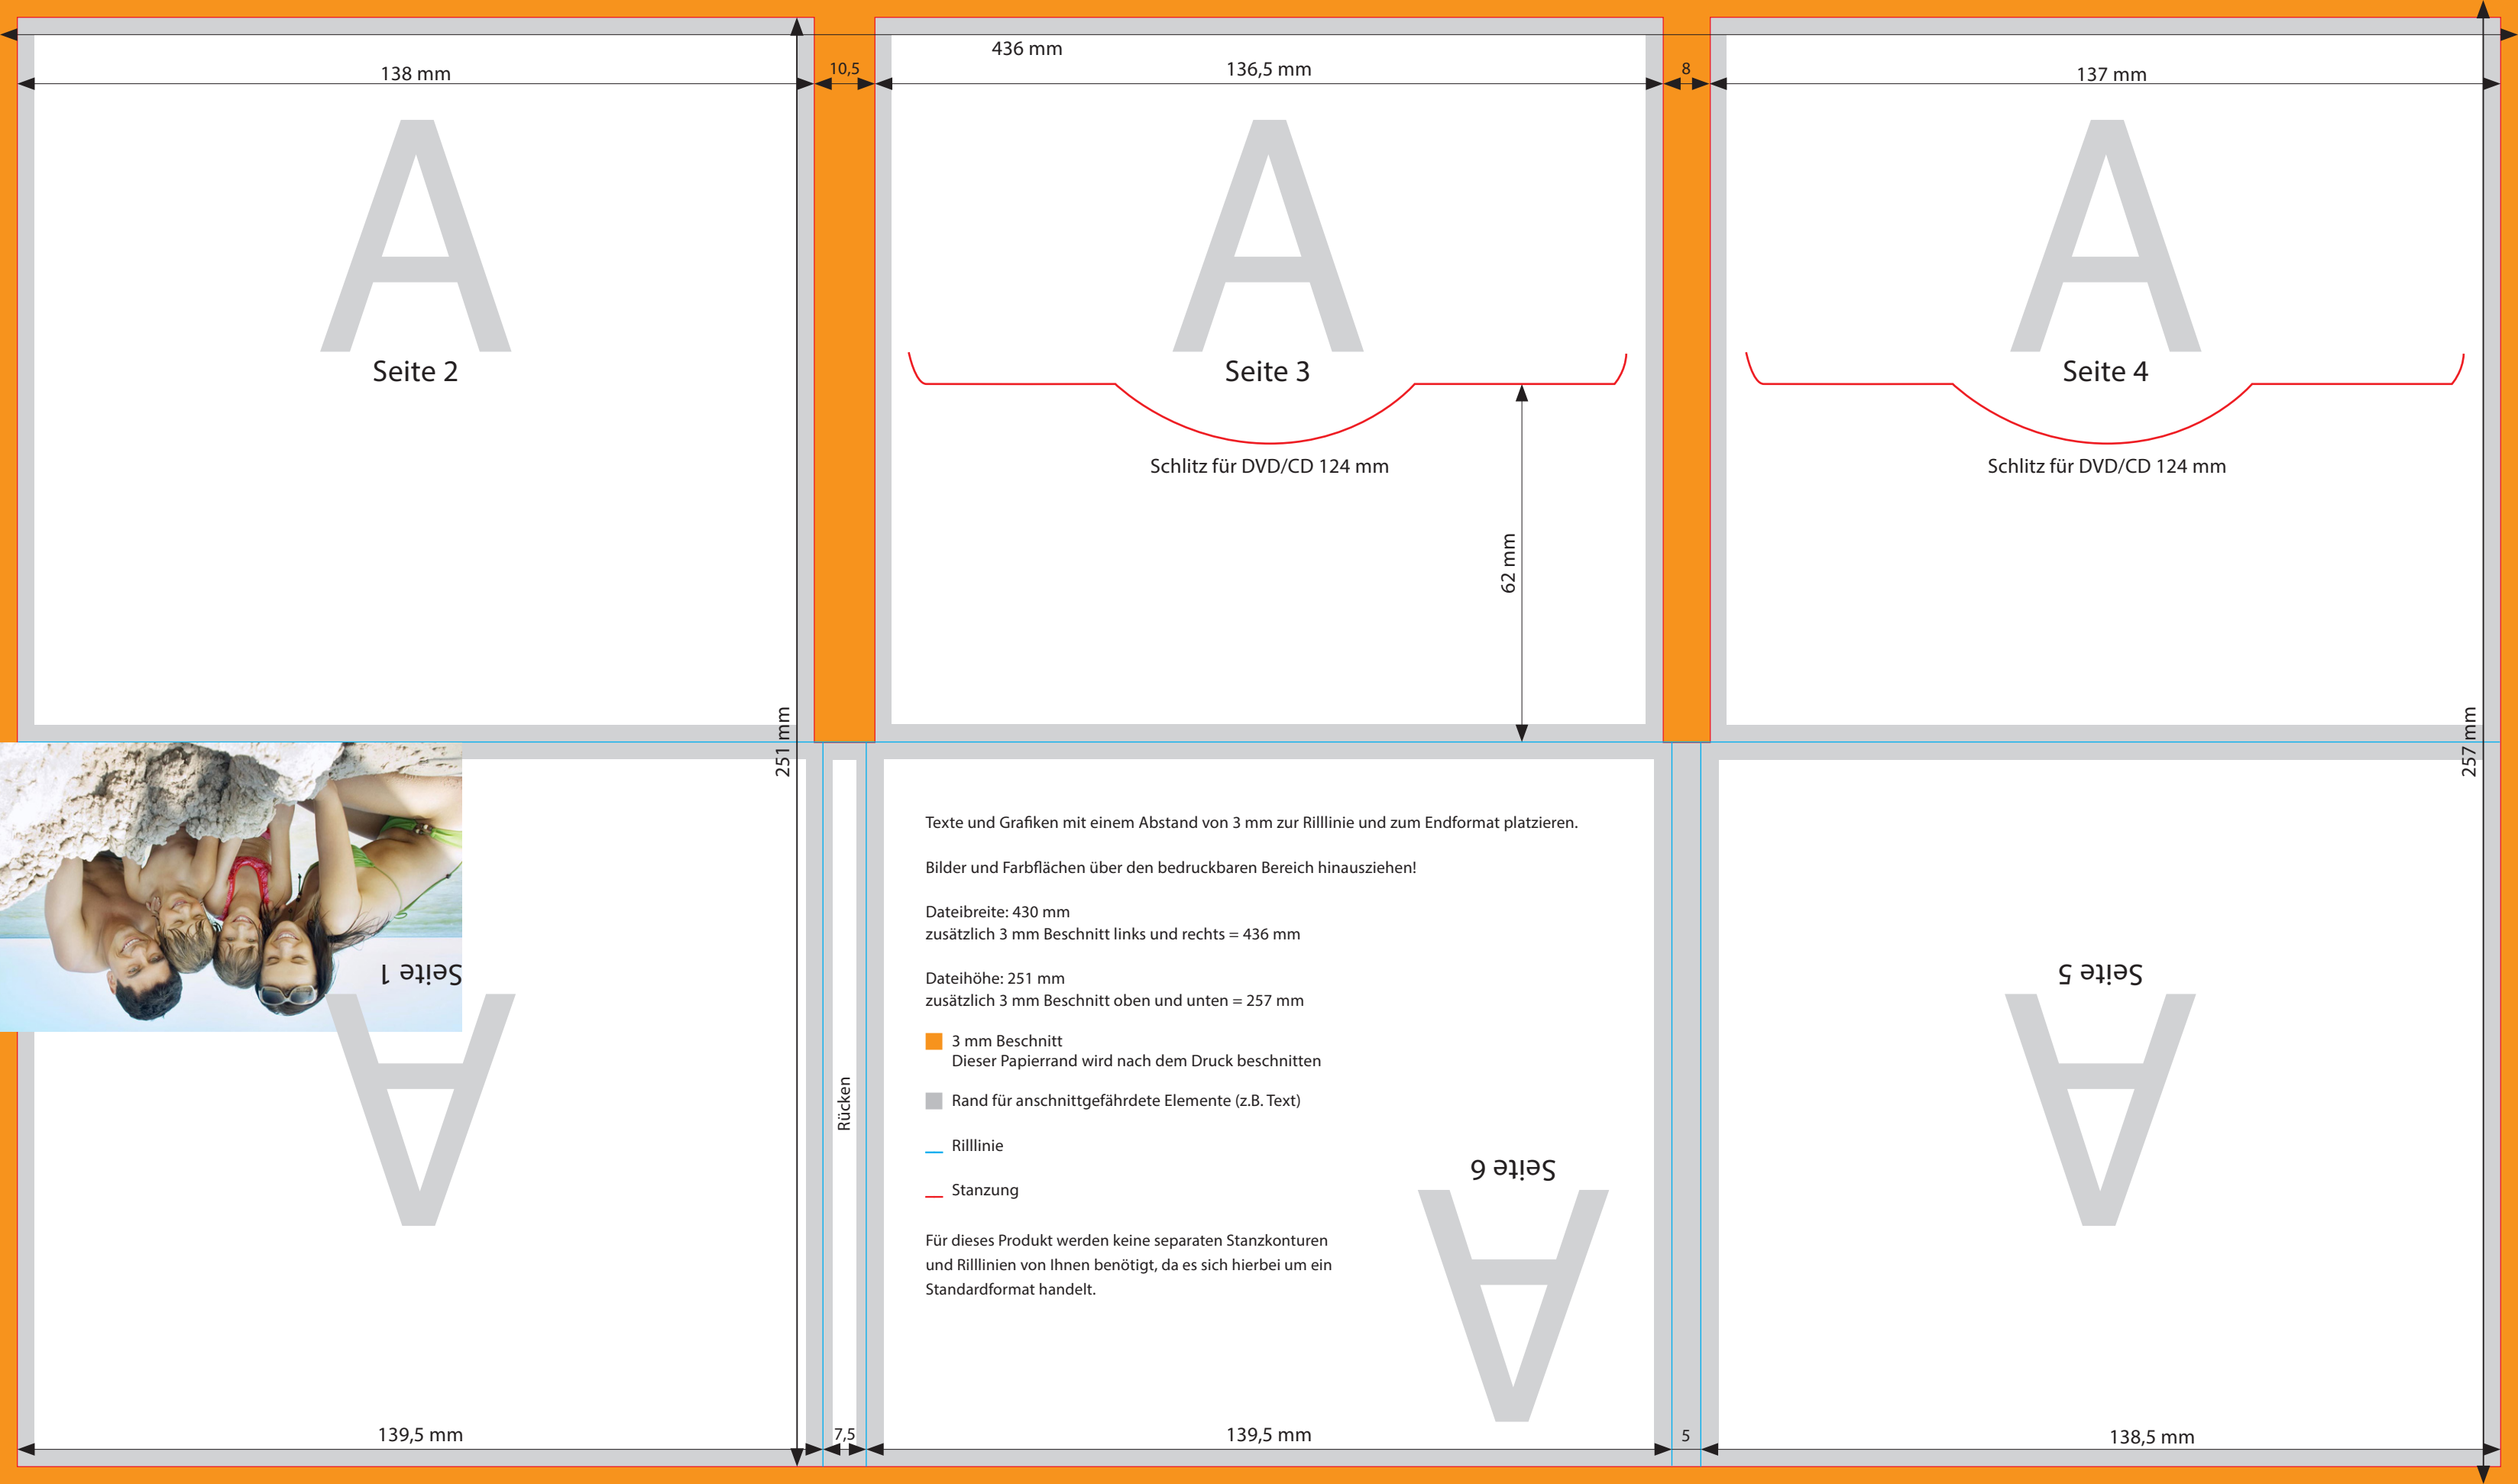 436 mm
138 mm
10,5
136,5 mm
8
137 mm
A
A
A
Seite 2
Seite 3
Seite 4
Schlitz für DVD/CD 124 mm
Schlitz für DVD/CD 124 mm
62 mm
251 mm
257 mm
Texte und Grafiken mit einem Abstand von 3 mm zur Rilllinie und zum Endformat platzieren.
Bilder und Farbflächen über den bedruckbaren Bereich hinausziehen!
Dateibreite: 430 mm
zusätzlich 3 mm Beschnitt links und rechts = 436 mm
Dateihöhe: 251 mm
zusätzlich 3 mm Beschnitt oben und unten = 257 mm
3 mm Beschnitt
Dieser Papierrand wird nach dem Druck beschnitten
Rand für anschnittgefährdete Elemente (z.B. Text)
Rilllinie
Stanzung
Für dieses Produkt werden keine separaten Stanzkonturen
und Rilllinien von Ihnen benötigt, da es sich hierbei um ein
Standardformat handelt.
Seite 1
A
Rücken
Seite 6
A
Seite 5
A
139,5 mm
7,5
139,5 mm
5
138,5 mm